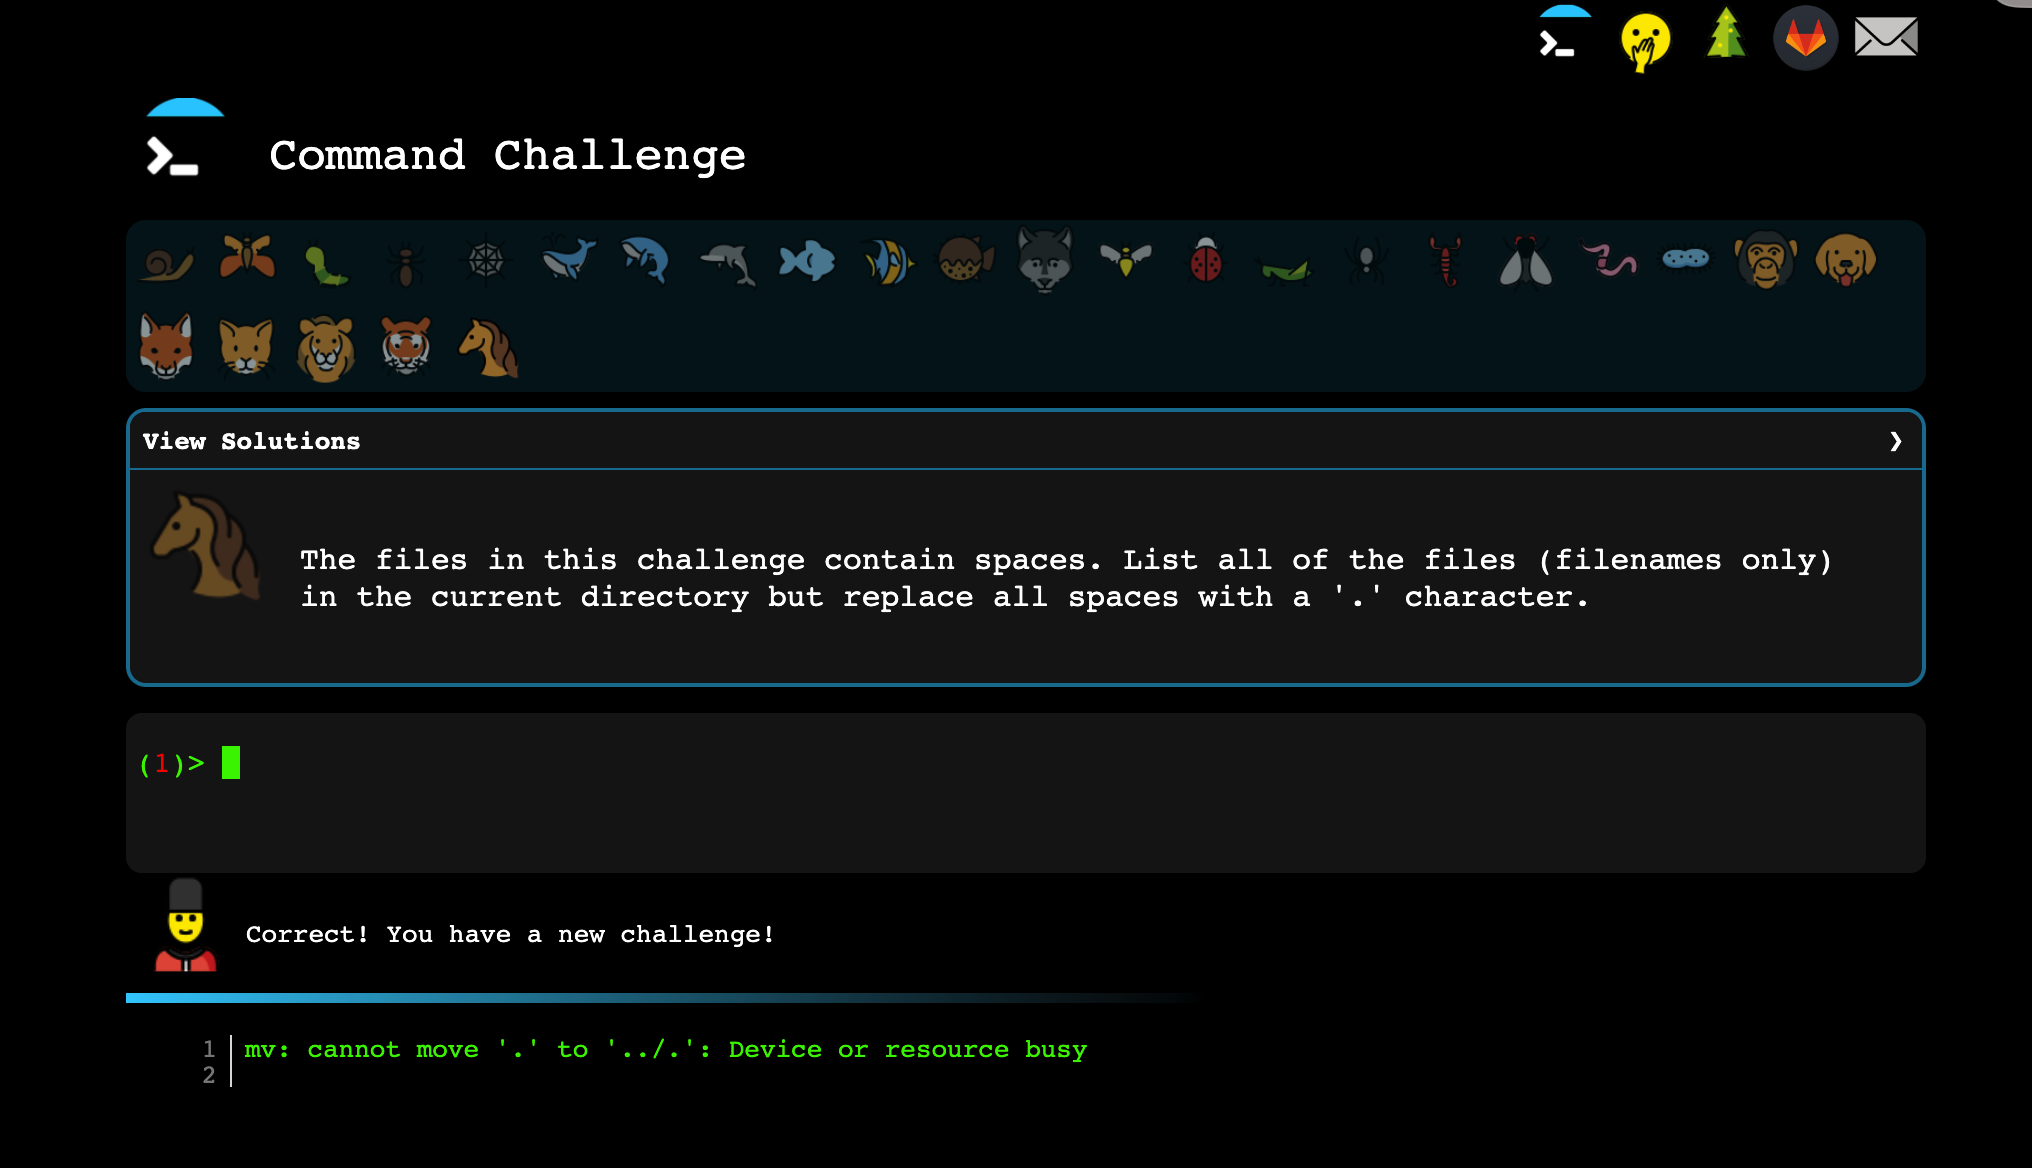 Command Challenge
View Solutions
The files in this challenge contain spaces. List all of the files (filenames only)
in the current directory but replace all spaces with a '.' character.
(1)>
Correct! You have a new challenge!
1 mv: cannot move '.' to '../.': Device or resource busy
2